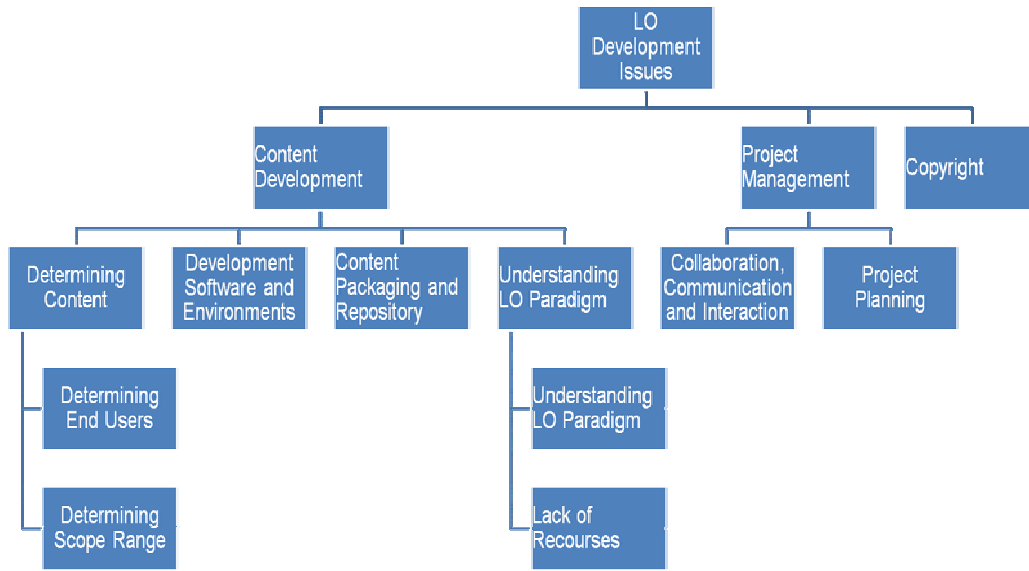 LO
Development
Issues
Content
Development
Project
Management
Copyright
Determining
Content
Development
Software and
Environments
Content
Packaging and
Repository
Understanding
LO Paradigm
Collaboration,
Communication
and Interaction
Project
Planning
Determining
End Users
Understanding
LO Paradigm
Determining
Scope Range
Lack of
Recourses